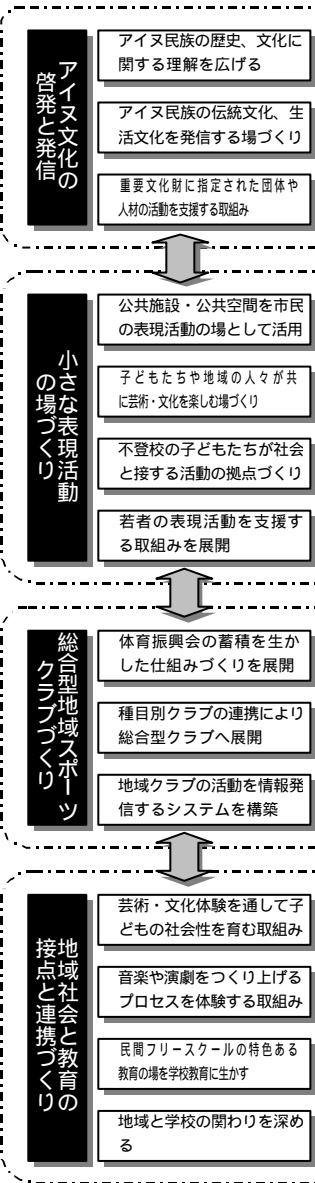 アイヌ文化の
啓発と発信
アイヌ民族の歴史、文化に
関する理解を広げる
アイヌ民族の伝統文化、生
活文化を発信する場づくり
重要文化財に指定された団体や
人材の活動を支援する取組み
小さな表現活動
の場づくり
公共施設・公共空間を市民
の表現活動の場として活用
子どもたちや地域の人々が共
に芸術・文化を楽しむ場づくり
不登校の子どもたちが社会
と接する活動の拠点づくり
若者の表現活動を支援す
る取組みを展開
総合型地域スポーツ
クラブづくり
体育振興会の蓄積を生か
した仕組みづくりを展開
種目別クラブの連携により
総合型クラブへ展開
地域クラブの活動を情報発
信するシステムを構築
地域社会と教育の
接点と連携づくり
芸術・文化体験を通して子
どもの社会性を育む取組み
音楽や演劇をつくり上げる
プロセスを体験する取組み
民間フリースクールの特色ある
教育の場を学校教育に生かす
地域と学校の関わりを深め
る